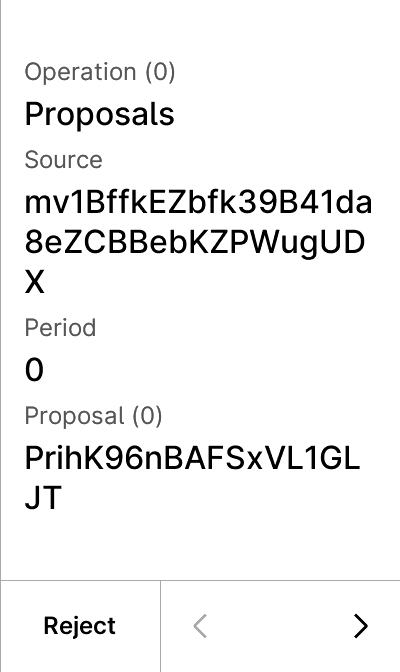 Operation (0)
Proposals
Source
mv1BffkEZbfk39B41da
8eZCBBebKZPWugUD
X
Period
0
Proposal (0)
PrihK96nBAFSxVL1GL
JT
Reject